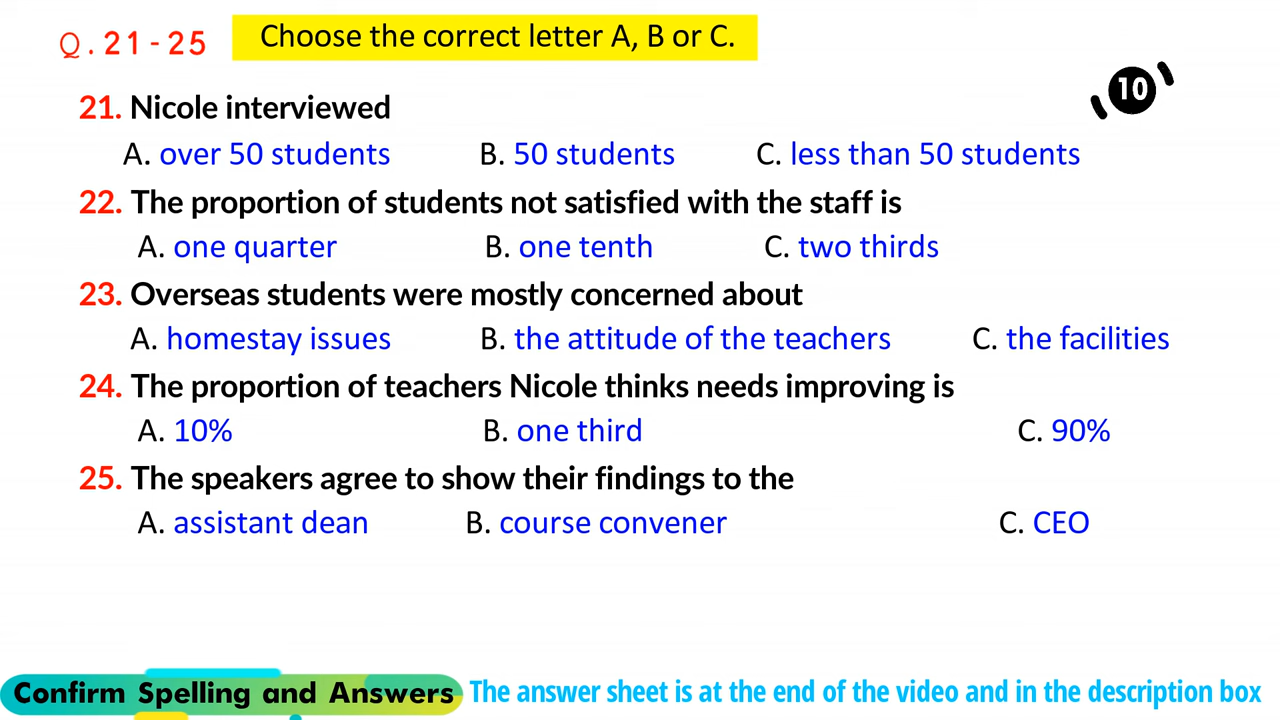 Q.21-25 Choose the correct letter A, B or C.
10
21. Nicole interviewed
A. over 50 students B. 50 students C. less than 50 students
22. The proportion of students not satisfied with the staff is
A. one quarter B. one tenth C. two thirds
23. Overseas students were mostly concerned about
A. homestay issues B. the attitude of the teachers C. the facilities
24. The proportion of teachers Nicole thinks needs improving is
A. 10% B. one third C. 90%
25. The speakers agree to show their findings to the
A. assistant dean B. course convener C. CEO
Confirm Spelling and Answers The answer sheet is at the end of the video and in the description box